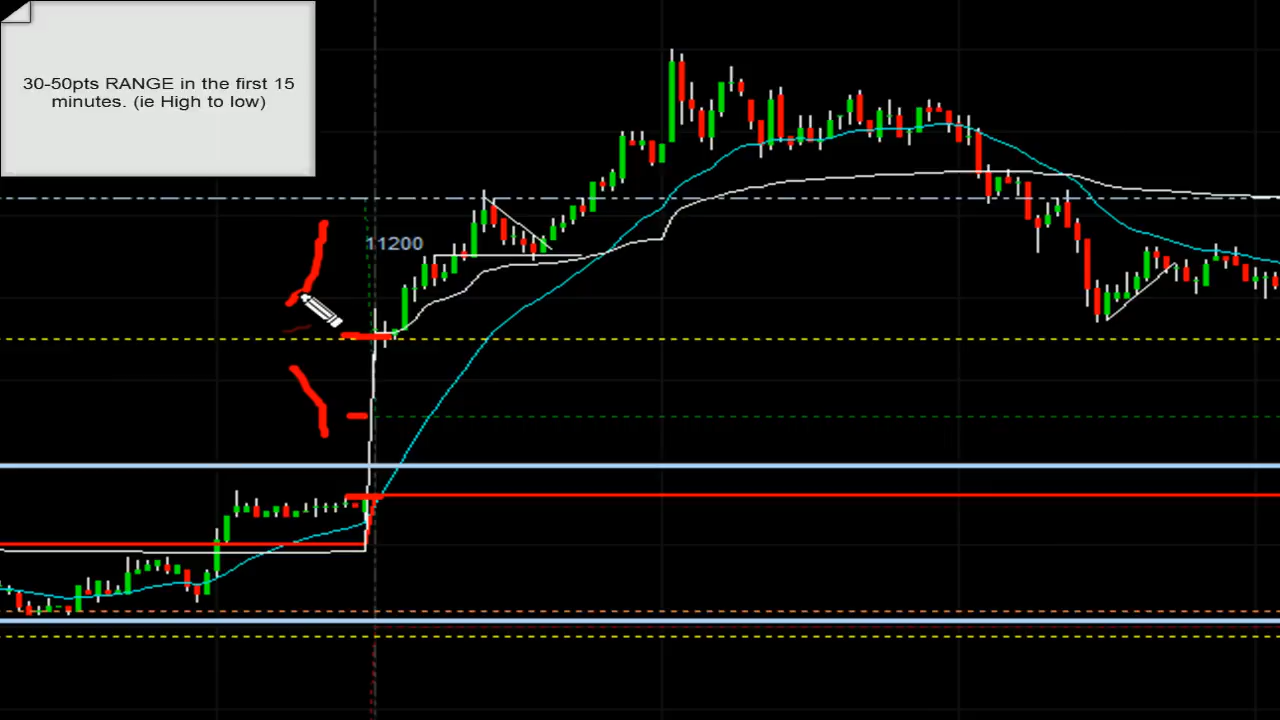 30-50pts RANGE in the first 15
minutes. (ie High to low)
11200